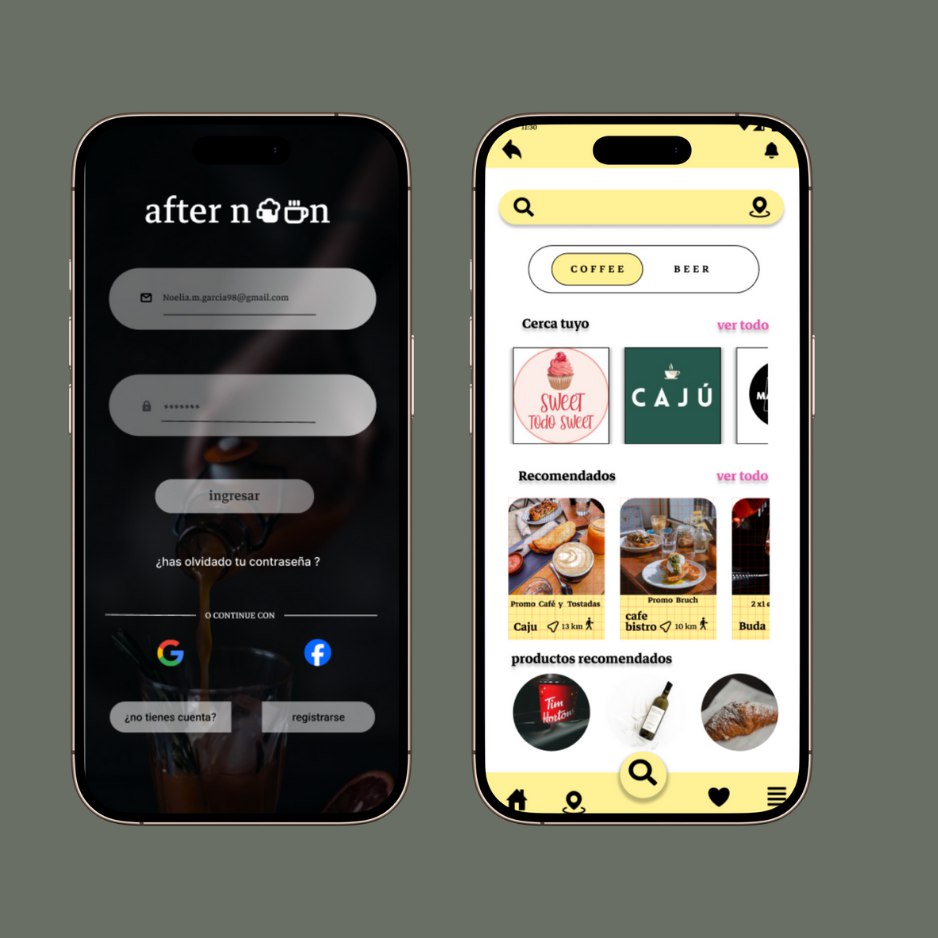 after n n
Noelia.m.garcia98@gmail.com
*******
ingresar
¿has olvidado tu contraseña ?
O CONTINUE CON
¿no tienes cuenta?
registrarse
11:30
COFFEE
BEER
Cerca tuyo
ver todo
SWEET
TODO SWEET
CAJÚ
MA
Recomendados
ver todo
Promo Café y Tostadas
Caju
13 km
Promo Bruch
cafe
bistro
10 km
2 x1 e
Buda
productos recomendados
Tim
Hortons